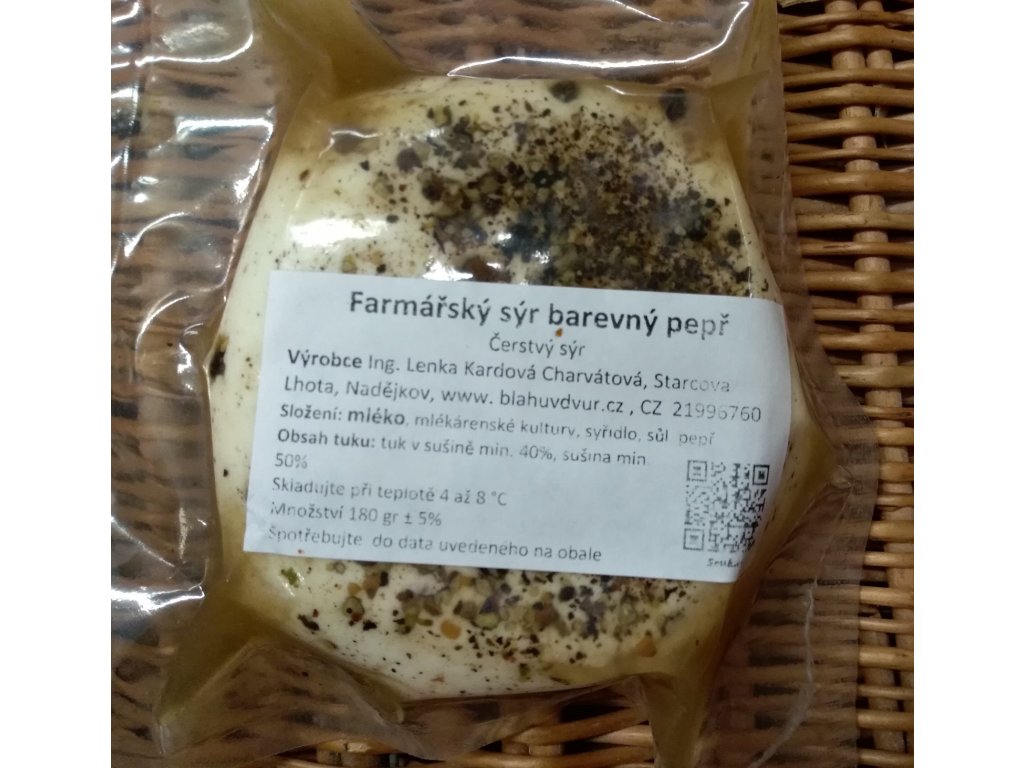 Farmářský sýr barevný pepř
Čerstvý sýr
Výrobce Ing. Lenka Kardová Charvátová, Starcova
Lhota, Nadějkov, www. blahuvdvur.cz , CZ 21996760
Složení: mléko, mlékárenské kultury, syřidlo, sůl pepř
Obsah tuku: tuk v sušině min. 40%, sušina min.
50%
Skladujte při teplotě 4 až 8 °C
Množství 180 gr ± 5%
Spotřebujte do data uvedeného na obale